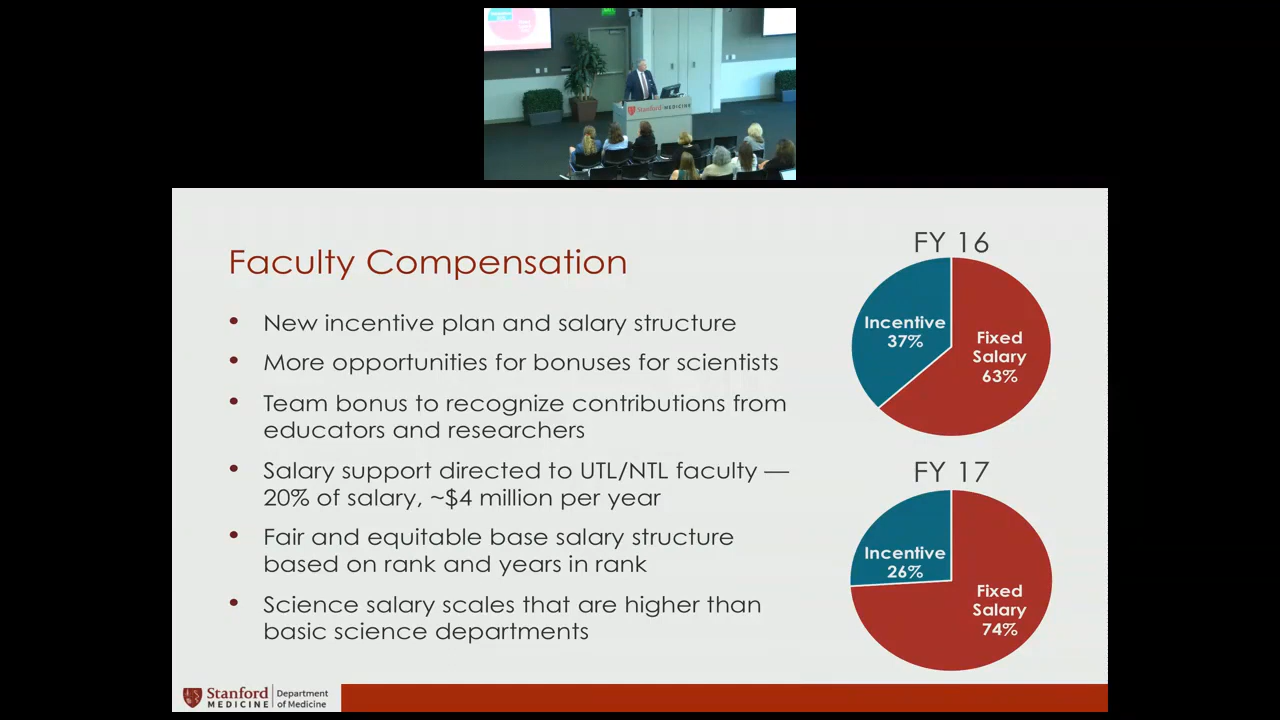 Stanford MEDICINE
Faculty Compensation
• New incentive plan and salary structure
• More opportunities for bonuses for scientists
• Team bonus to recognize contributions from
educators and researchers
• Salary support directed to UTL/NTL faculty —
20% of salary, ~$4 million per year
• Fair and equitable base salary structure
based on rank and years in rank
• Science salary scales that are higher than
basic science departments
FY 16
Incentive
37%
Fixed
Salary
63%
FY 17
Incentive
26%
Fixed
Salary
74%
Stanford
MEDICINE
Department
of Medicine